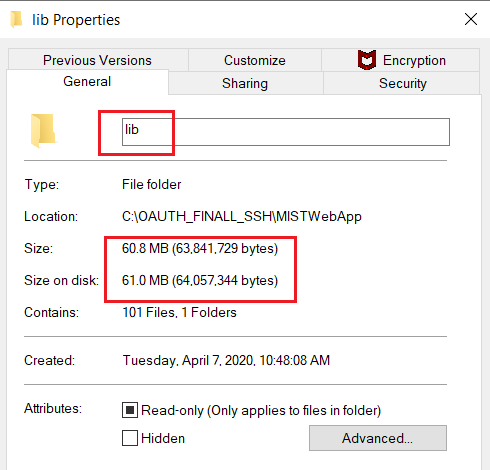 lib Properties
Previous Versions Customize Encryption
General Sharing Security
lib
Type: File folder
Location: C:\OAUTH_FINALL_SSH\MISTWebApp
Size: 60.8 MB (63,841,729 bytes)
Size on disk: 61.0 MB (64,057,344 bytes)
Contains: 101 Files, 1 Folders
Created: Tuesday, April 7, 2020, 10:48:08 AM
Attributes: Read-only (Only applies to files in folder)
Hidden Advanced...